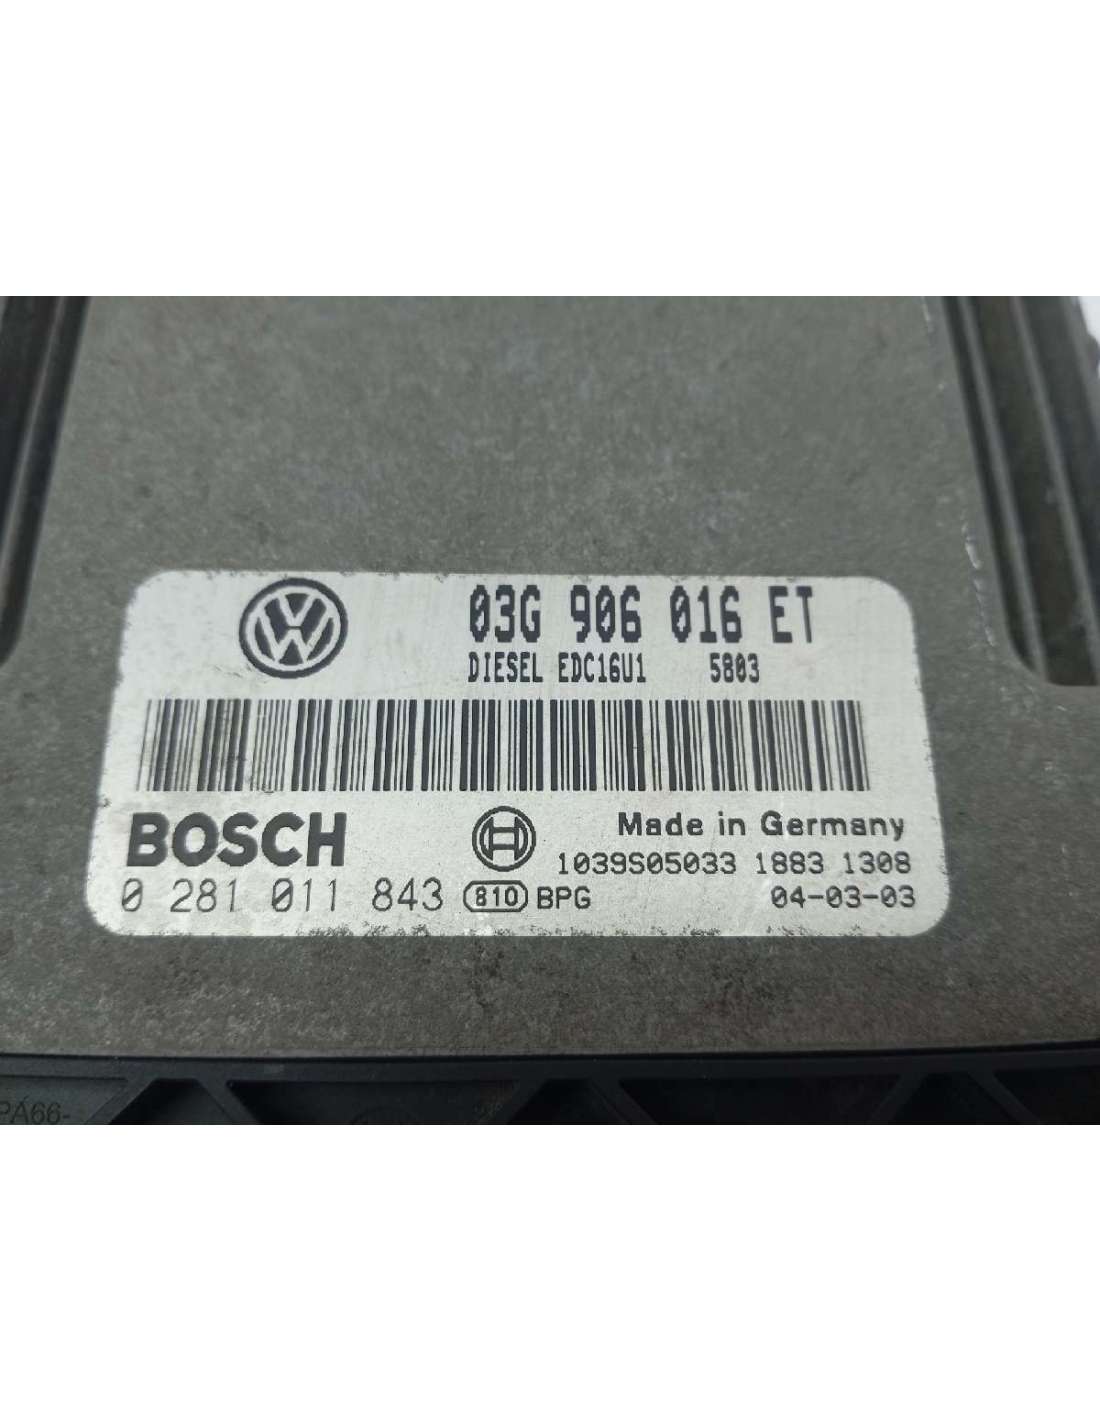 03G 906 016 ET
DIESEL EDC16U1 5803
BOSCH
Made in Germany
1039S05033 1883 1308
0 281 011 843 810 BPG 04-03-03
PA66-